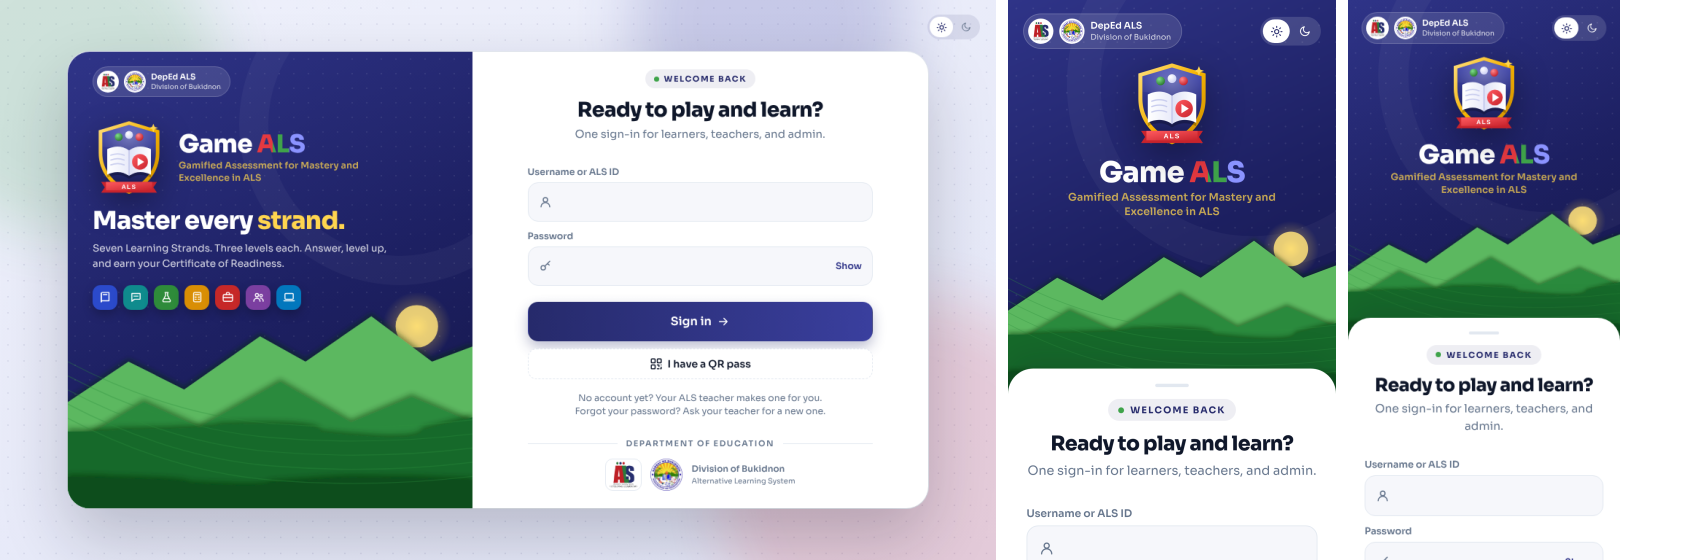 DepEd ALS
Division of Bukidnon
ALS
Game ALS
Gamified Assessment for Mastery and
Excellence in ALS
Master every strand.
Seven Learning Strands. Three levels each. Answer, level up,
and earn your Certificate of Readiness.
WELCOME BACK
Ready to play and learn?
One sign-in for learners, teachers, and admin.
Username or ALS ID
Password
Show
Sign in →
I have a QR pass
No account yet? Your ALS teacher makes one for you.
Forgot your password? Ask your teacher for a new one.
DEPARTMENT OF EDUCATION
ALS
Division of Bukidnon
Alternative Learning System
DepEd ALS
Division of Bukidnon
ALS
Game ALS
Gamified Assessment for Mastery and
Excellence in ALS
WELCOME BACK
Ready to play and learn?
One sign-in for learners, teachers, and admin.
Username or ALS ID
DepEd ALS
Division of Bukidnon
ALS
Game ALS
Gamified Assessment for Mastery and
Excellence in ALS
WELCOME BACK
Ready to play and learn?
One sign-in for learners, teachers, and
admin.
Username or ALS ID
Password